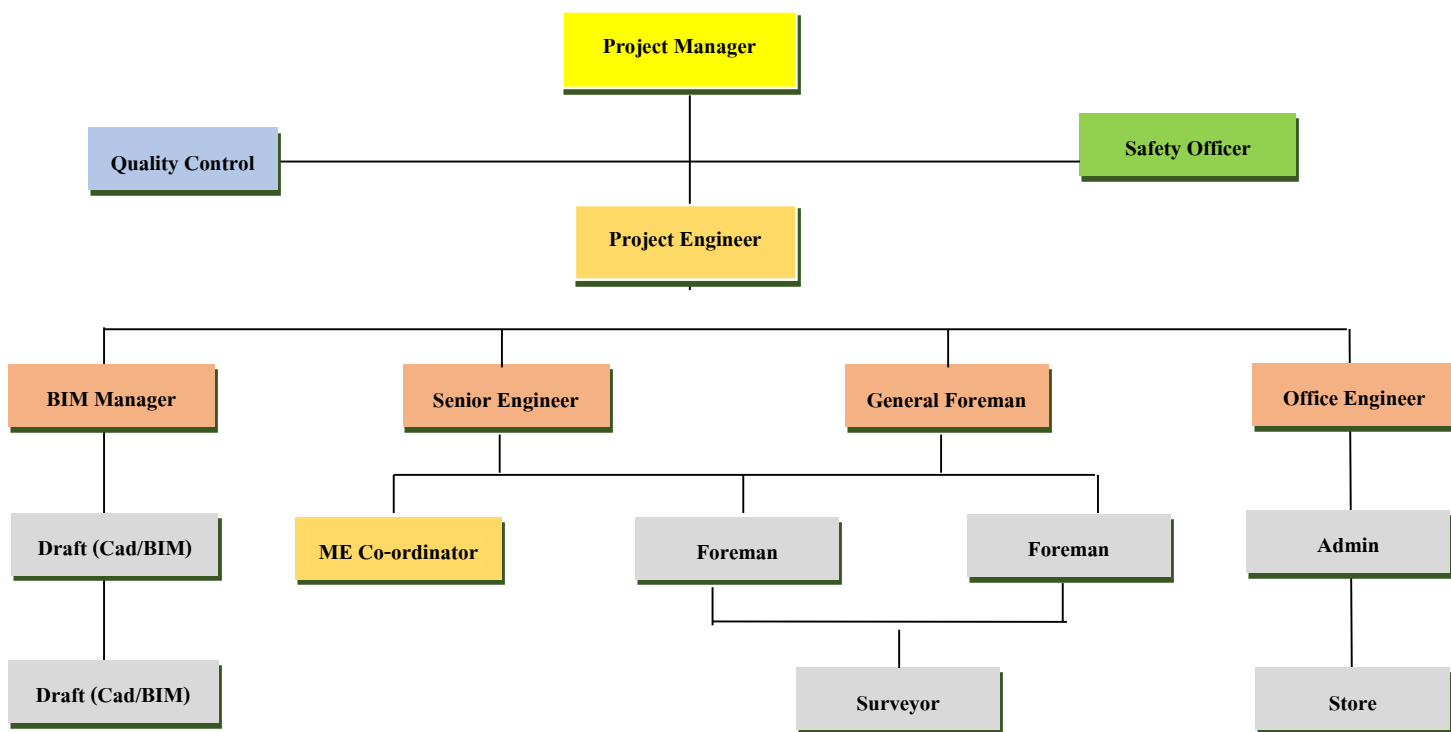 Project Manager
Quality Control
Safety Officer
Project Engineer
BIM Manager
Senior Engineer
General Foreman
Office Engineer
Draft (Cad/BIM)
ME Co-ordinator
Foreman
Foreman
Admin
Draft (Cad/BIM)
Surveyor
Store